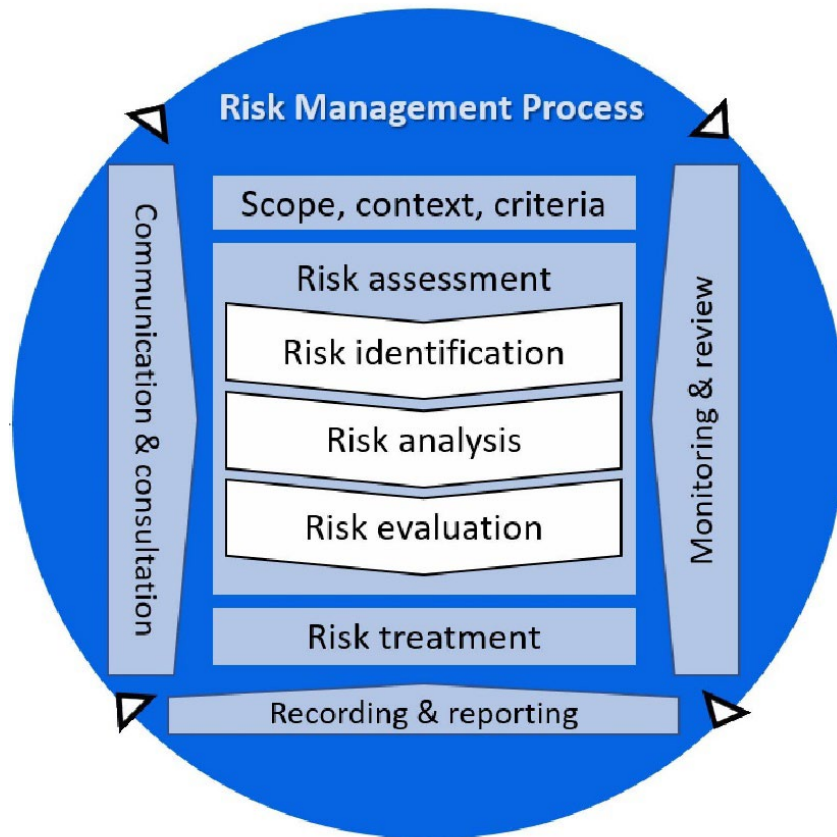 Risk Management Process
Scope, context, criteria
Risk assessment
Risk identification
Risk analysis
Risk evaluation
Risk treatment
Communication & consultation
Monitoring & review
Recording & reporting